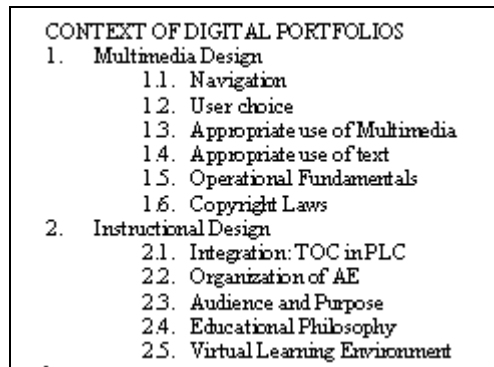 CONTEXT OF DIGITAL PORTFOLIOS
1. Multimedia Design
1.1. Navigation
1.2. User choice
1.3. Appropriate use of Multimedia
1.4. Appropriate use of text
1.5. Operational Fundamentals
1.6. Copyright Laws
2. Instructional Design
2.1. Integration: TOC in PLC
2.2. Organization of AE
2.3. Audience and Purpose
2.4. Educational Philosophy
2.5. Virtual Learning Environment